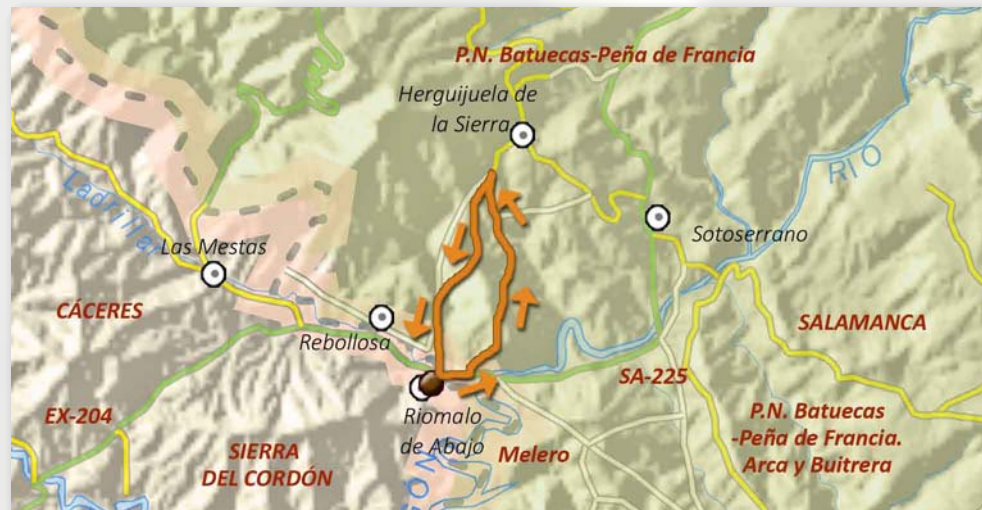 P.N. Batuecas-Peña de Francia
Herguijuela de
la Sierra
RIO
Ladrillar
Sotoserrano
Las Mestas
CÁCERES
SALAMANCA
Rebollosa
SA-225
EX-204
Riomalo
de Abajo
P.N. Batuecas
-Peña de Francia.
Arca y Buitrera
SIERRA
DEL CORDÓN
Melero